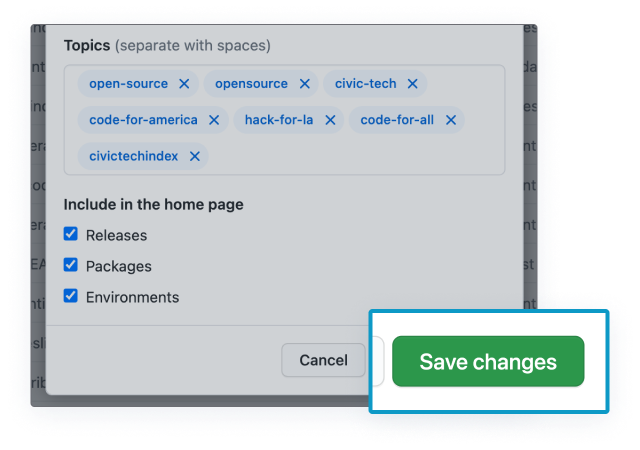 Topics (separate with spaces)
open-source × opensource × civic-tech ×
code-for-america × hack-for-la × code-for-all ×
civictechindex ×
Include in the home page
Releases
Packages
Environments
Cancel
Save changes